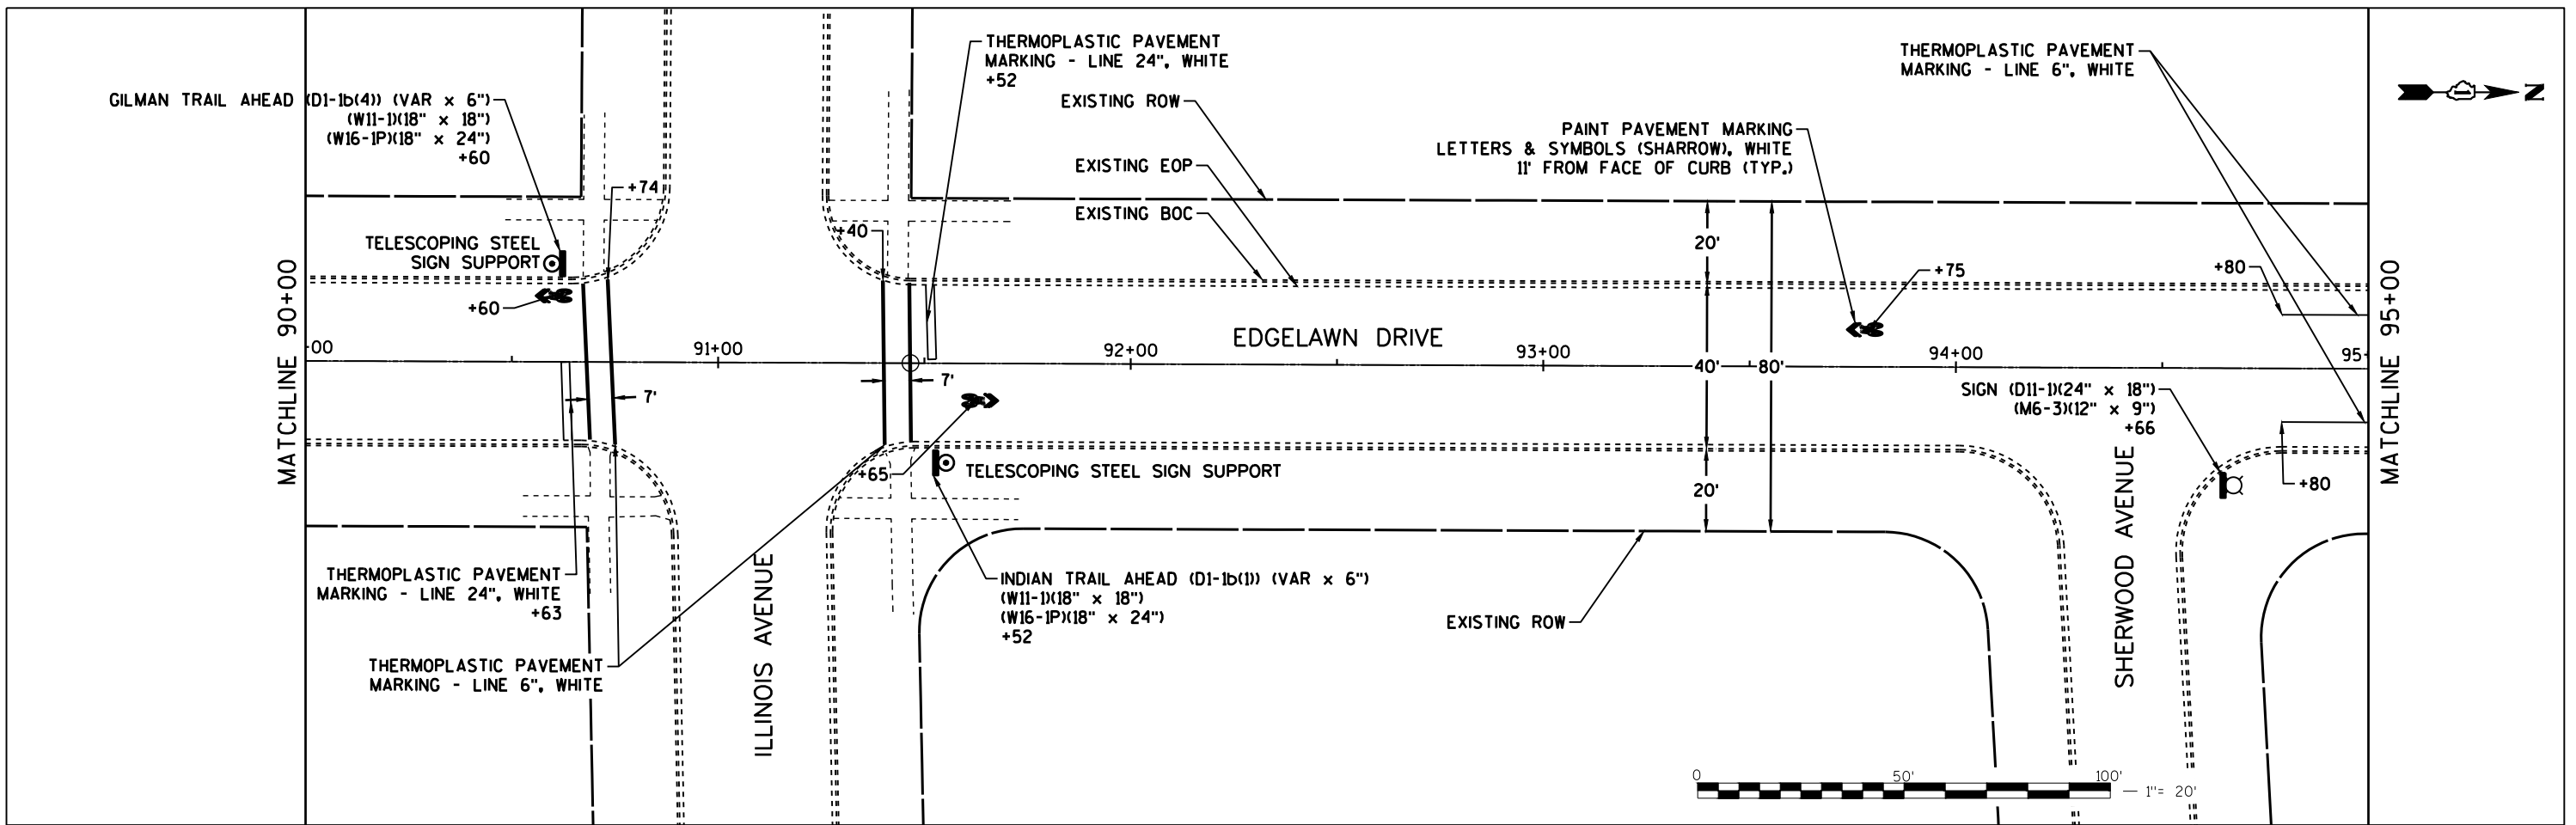 THERMOPLASTIC PAVEMENT
MARKING - LINE 24", WHITE
+52
THERMOPLASTIC PAVEMENT
MARKING - LINE 6", WHITE
GILMAN TRAIL AHEAD (D1-1b(4)) (VAR x 6")
(W11-1)(18" x 18")
(W16-1P)(18" x 24")
+60
EXISTING ROW
N
PAINT PAVEMENT MARKING
LETTERS & SYMBOLS (SHARROW), WHITE
11' FROM FACE OF CURB (TYP.)
EXISTING EOP
+74
EXISTING BOC
TELESCOPING STEEL
SIGN SUPPORT
+40
20'
+75
+80
+60
MATCHLINE 90+00
MATCHLINE 95+00
EDGELAWN DRIVE
00
91+00
92+00
93+00
94+00
95
40'
80'
7'
7'
SIGN (D11-1)(24" x 18")
(M6-3)(12" x 9")
+66
+65
TELESCOPING STEEL SIGN SUPPORT
20'
+80
SHERWOOD AVENUE
THERMOPLASTIC PAVEMENT
MARKING - LINE 24", WHITE
+63
ILLINOIS AVENUE
INDIAN TRAIL AHEAD (D1-1b(1)) (VAR x 6")
(W11-1)(18" x 18")
(W16-1P)(18" x 24")
+52
EXISTING ROW
THERMOPLASTIC PAVEMENT
MARKING - LINE 6", WHITE
0 50' 100'
1"= 20'